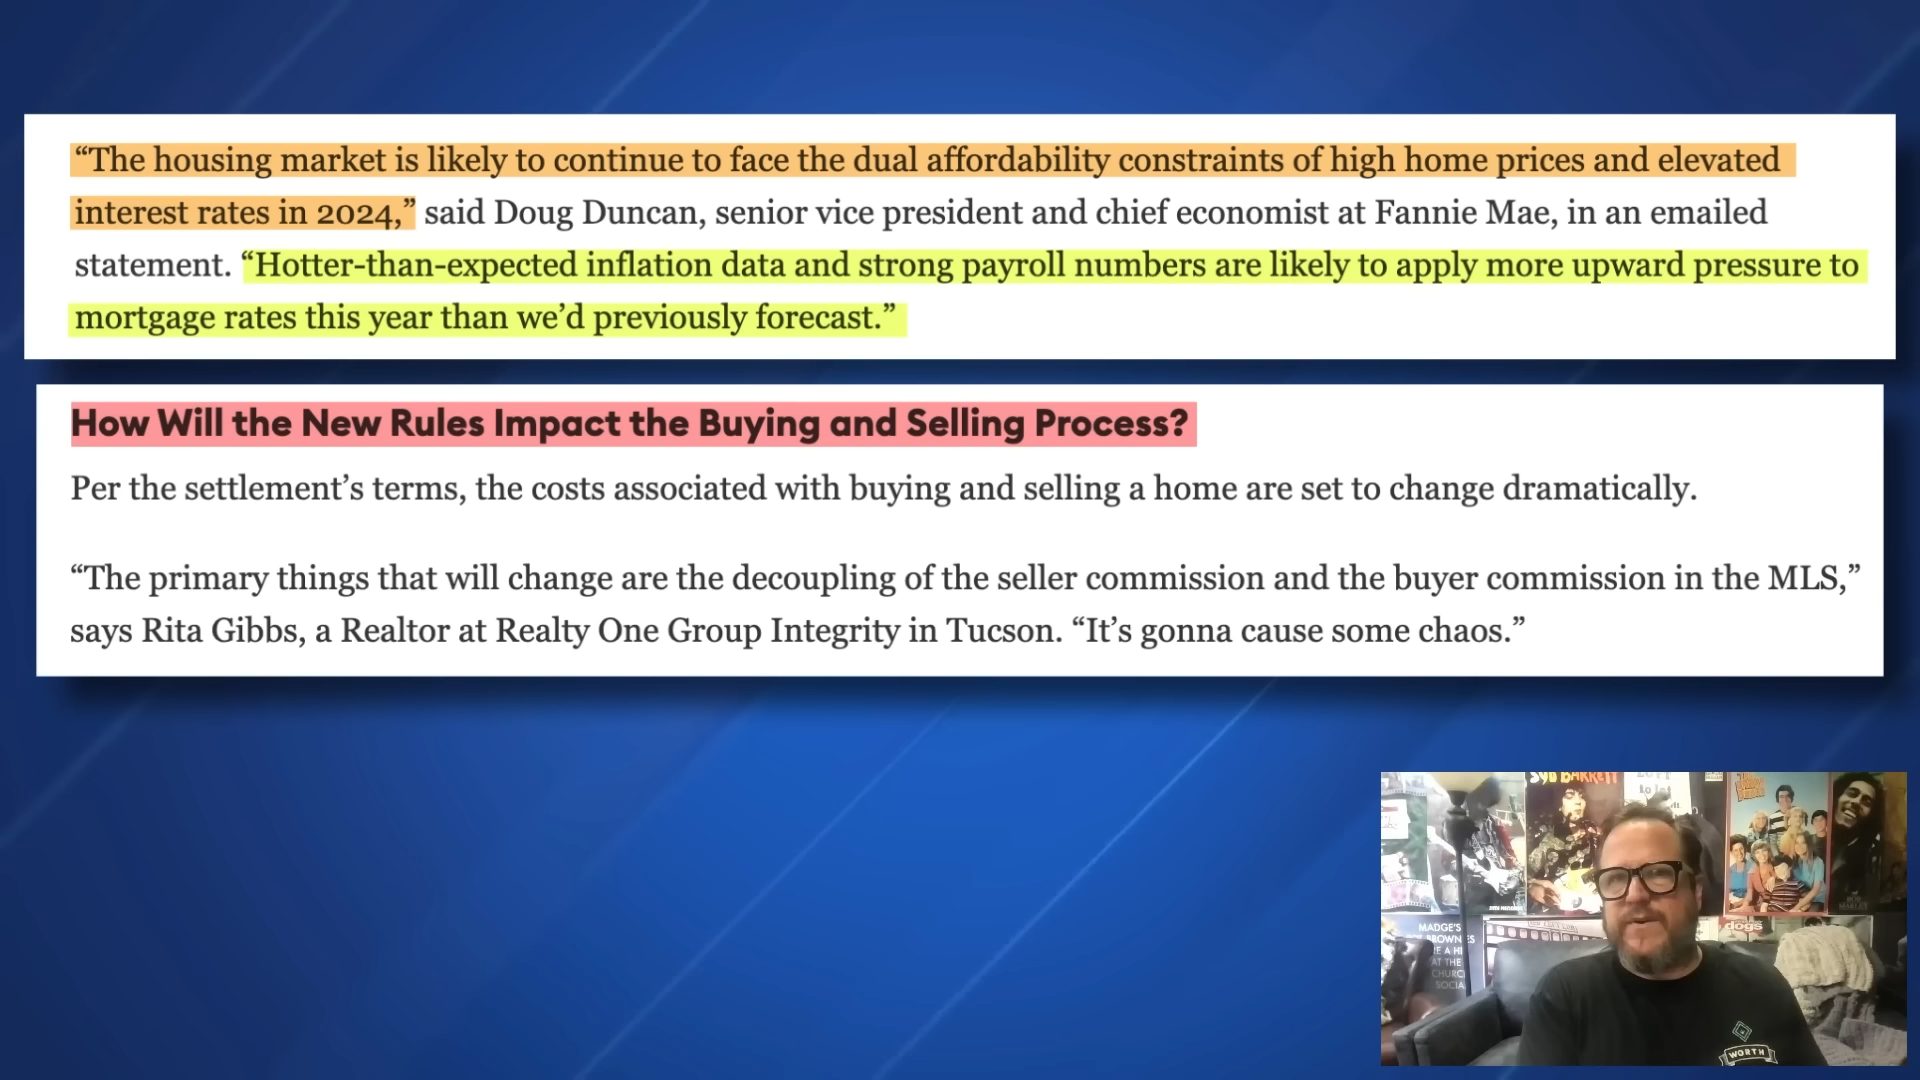 “The housing market is likely to continue to face the dual affordability constraints of high home prices and elevated
interest rates in 2024,” said Doug Duncan, senior vice president and chief economist at Fannie Mae, in an emailed
statement. “Hotter-than-expected inflation data and strong payroll numbers are likely to apply more upward pressure to
mortgage rates this year than we’d previously forecast.”
How Will the New Rules Impact the Buying and Selling Process?
Per the settlement’s terms, the costs associated with buying and selling a home are set to change dramatically.
“The primary things that will change are the decoupling of the seller commission and the buyer commission in the MLS,”
says Rita Gibbs, a Realtor at Realty One Group Integrity in Tucson. “It’s gonna cause some chaos.”
SYD BARRETT
MADGE'S
BROWN
AT THE
dogs
WORTH